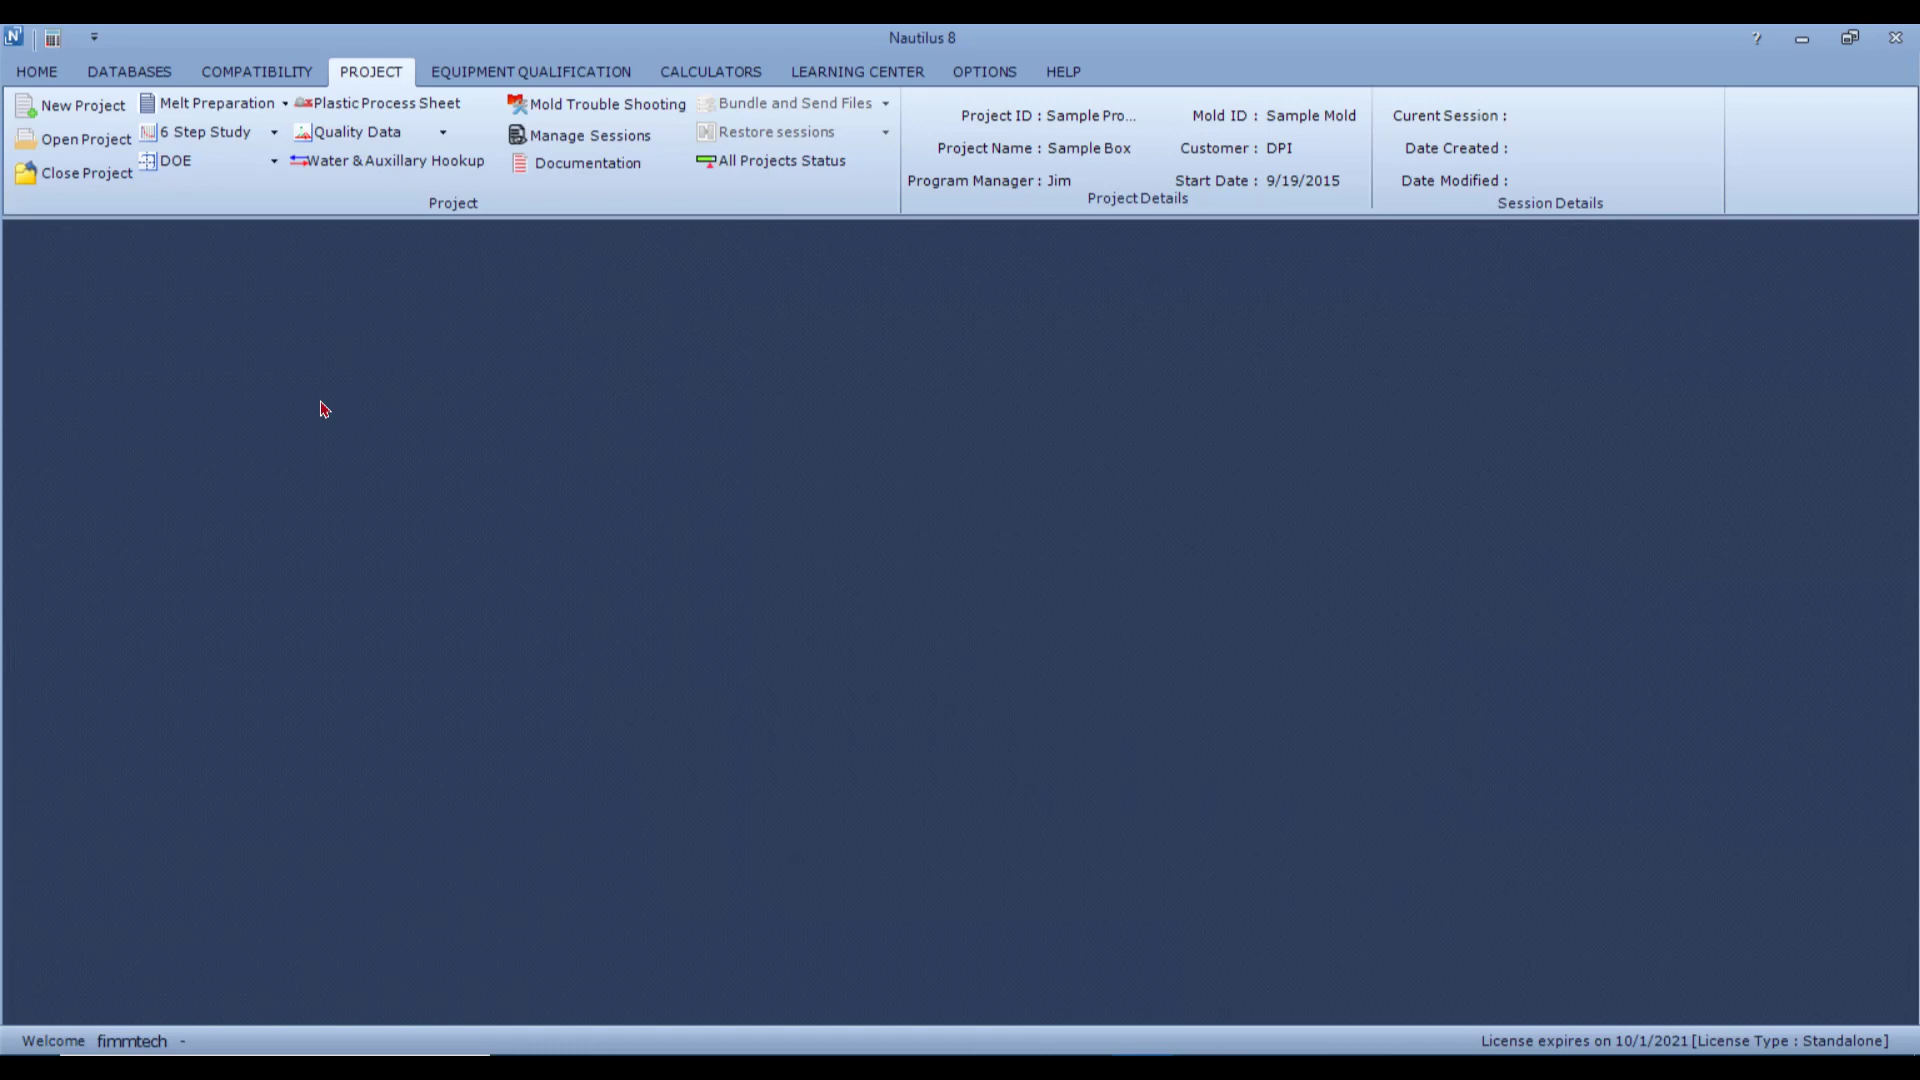 Nautilus 8
?
HOME DATABASES COMPATIBILITY PROJECT EQUIPMENT QUALIFICATION CALCULATORS LEARNING CENTER OPTIONS HELP
New Project
Open Project
Close Project
Melt Preparation
6 Step Study
DOE
Plastic Process Sheet
Quality Data
Water & Auxillary Hookup
Mold Trouble Shooting
Manage Sessions
Documentation
Bundle and Send Files
Restore sessions
All Projects Status
Project
Project ID : Sample Pro...
Project Name : Sample Box
Program Manager : Jim
Mold ID : Sample Mold
Customer : DPI
Start Date : 9/19/2015
Project Details
Curent Session :
Date Created :
Date Modified :
Session Details
Welcome fimmtech -
License expires on 10/1/2021 [License Type : Standalone]